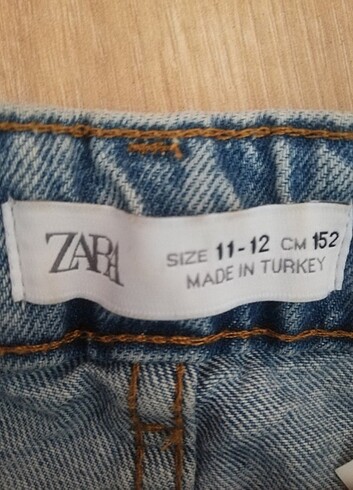 ZARA
SIZE 11-12 CM 152
MADE IN TURKEY